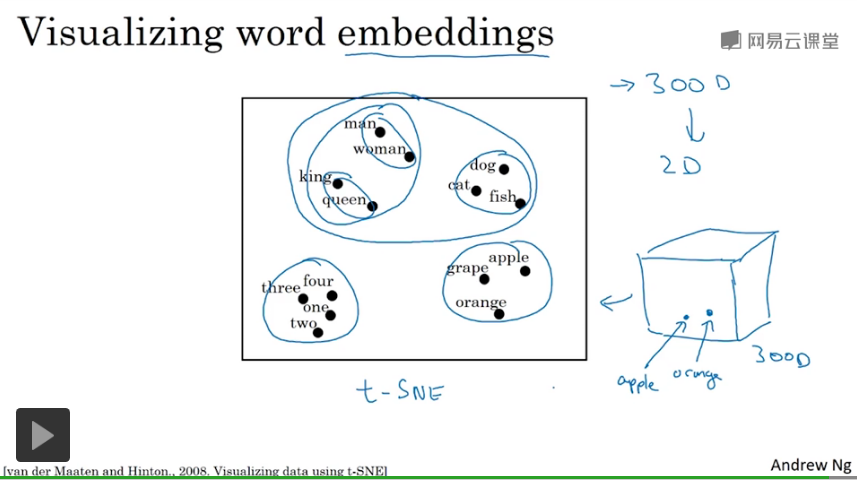 Visualizing word embeddings
网易云课堂
→ 300 D
2D
man
woman
king
queen
dog
cat
fish
three
four
one
two
grape
apple
orange
apple
orange
300D
t-SNE
[van der Maaten and Hinton., 2008. Visualizing data using t-SNE]
Andrew Ng